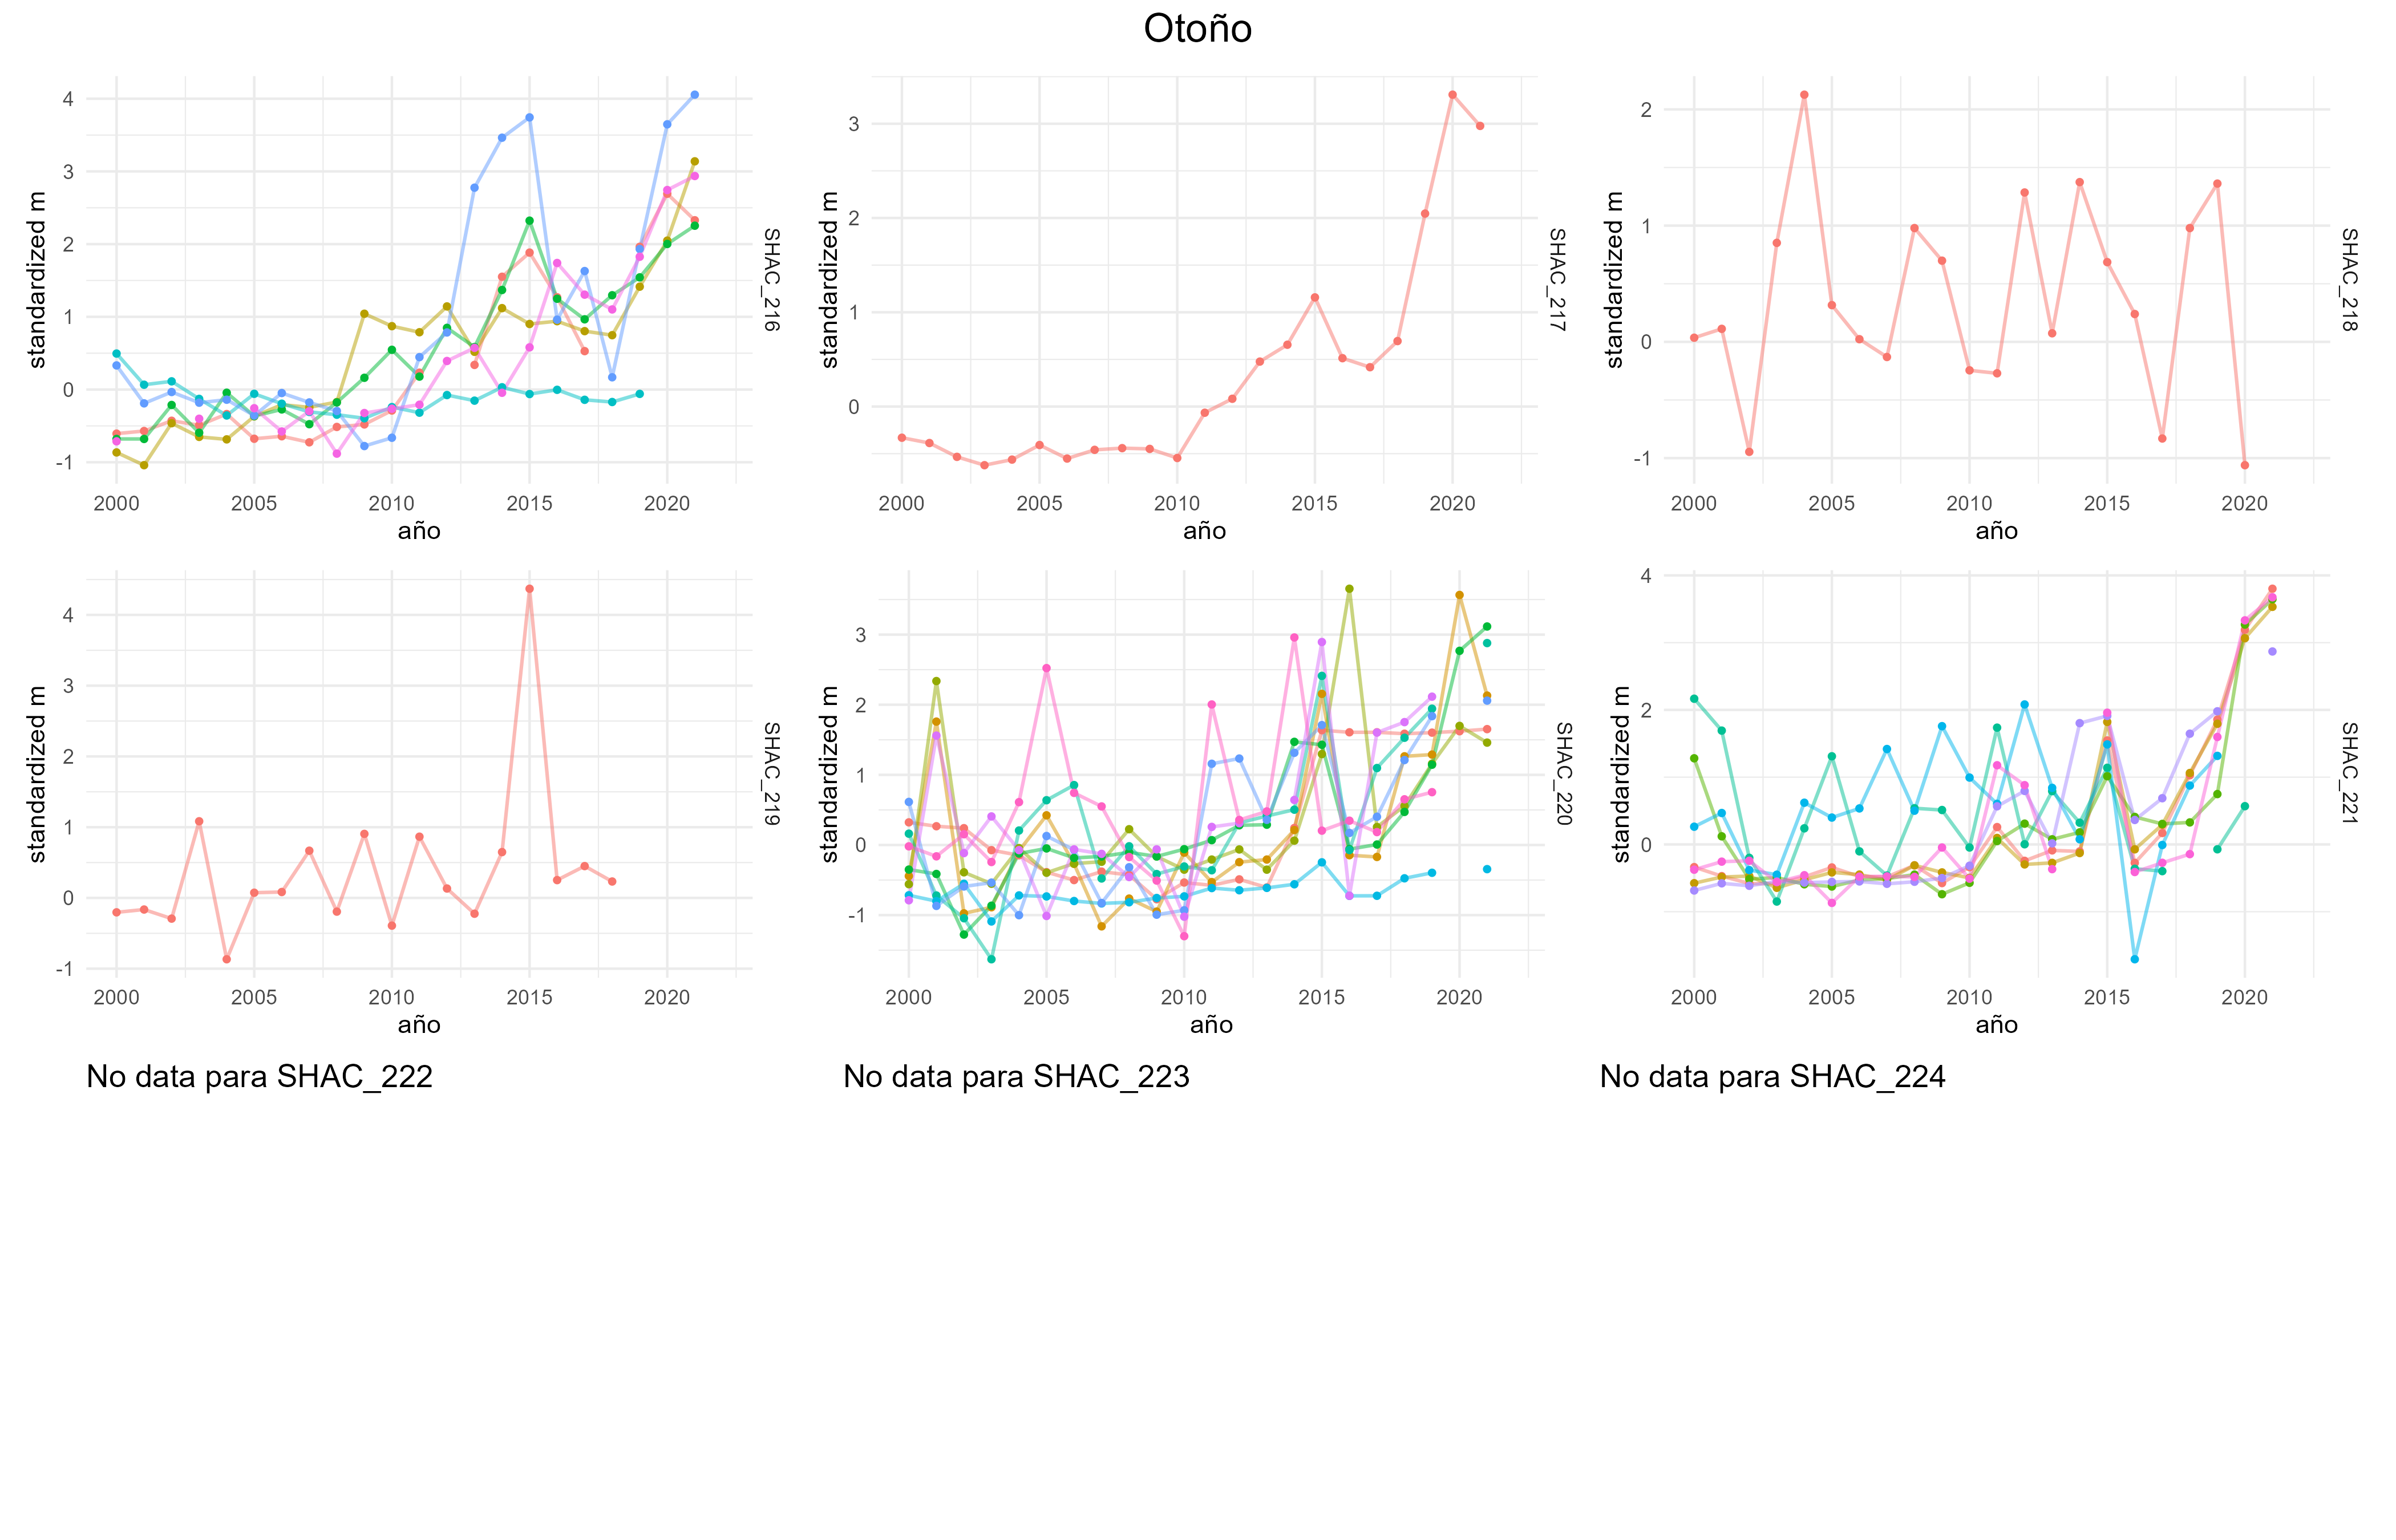 Otoño
4
3
2
1
0
-1
standardized m
2000 2005 2010 2015 2020
año
SHAC_216
3
2
1
0
standardized m
2000 2005 2010 2015 2020
año
SHAC_217
2
1
0
-1
standardized m
2000 2005 2010 2015 2020
año
SHAC_218
4
3
2
1
0
-1
standardized m
2000 2005 2010 2015 2020
año
SHAC_219
3
2
1
0
-1
standardized m
2000 2005 2010 2015 2020
año
SHAC_220
4
2
0
standardized m
2000 2005 2010 2015 2020
año
SHAC_221
No data para SHAC_222
No data para SHAC_223
No data para SHAC_224